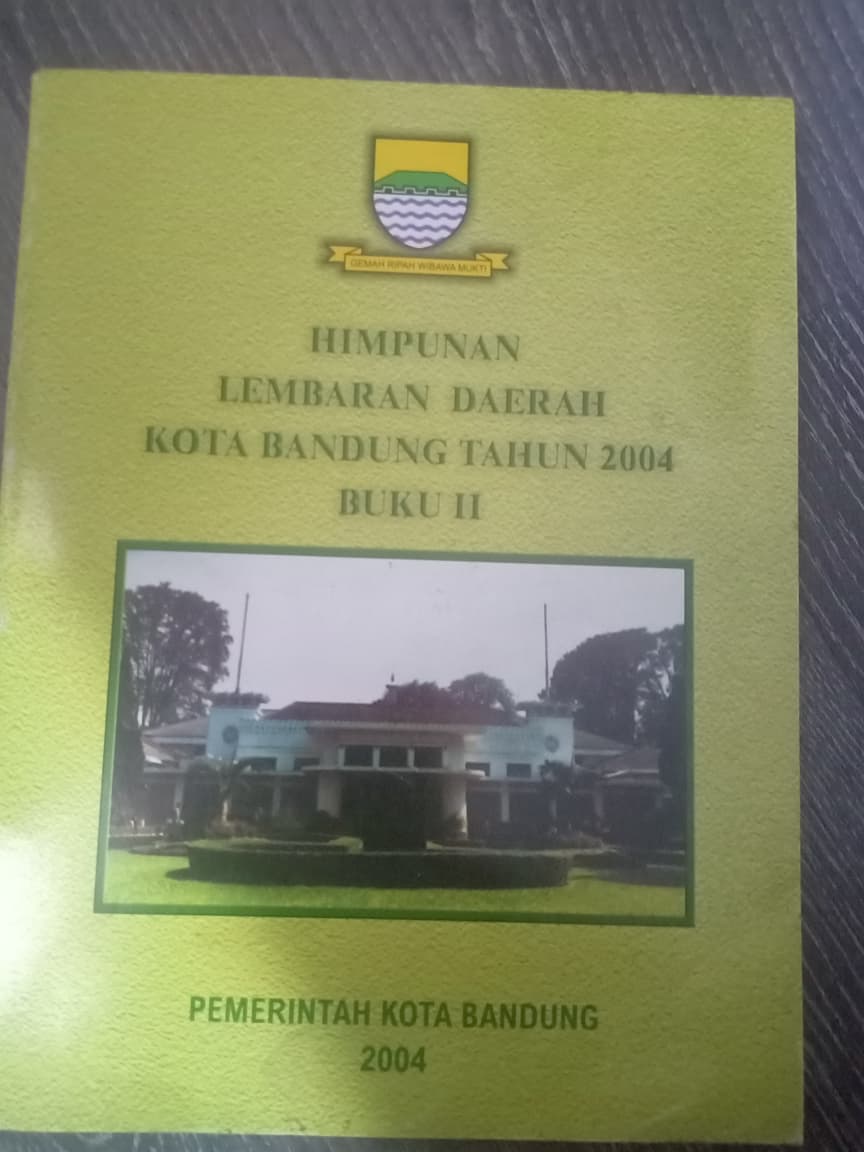 GEMAH RIPAH WIBAWA MUKTI
HIMPUNAN
LEMBARAN DAERAH
KOTA BANDUNG TAHUN 2004
BUKU II
PEMERINTAH KOTA BANDUNG
2004